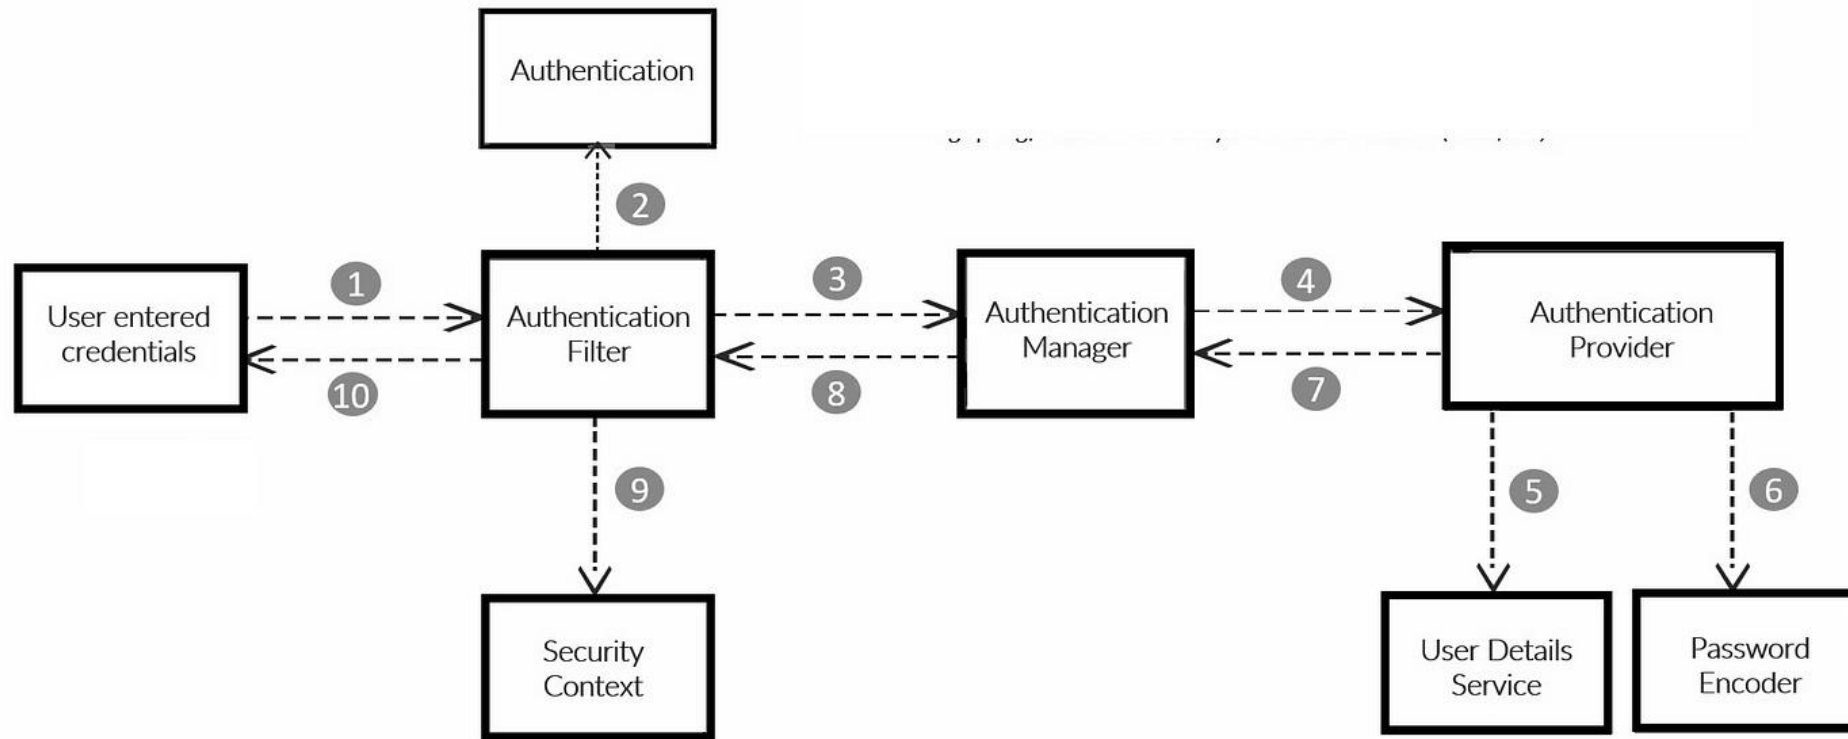 Authentication
2
1
3
4
User entered
credentials
Authentication
Filter
Authentication
Manager
Authentication
Provider
10
8
7
9
5
6
Security
Context
User Details
Service
Password
Encoder